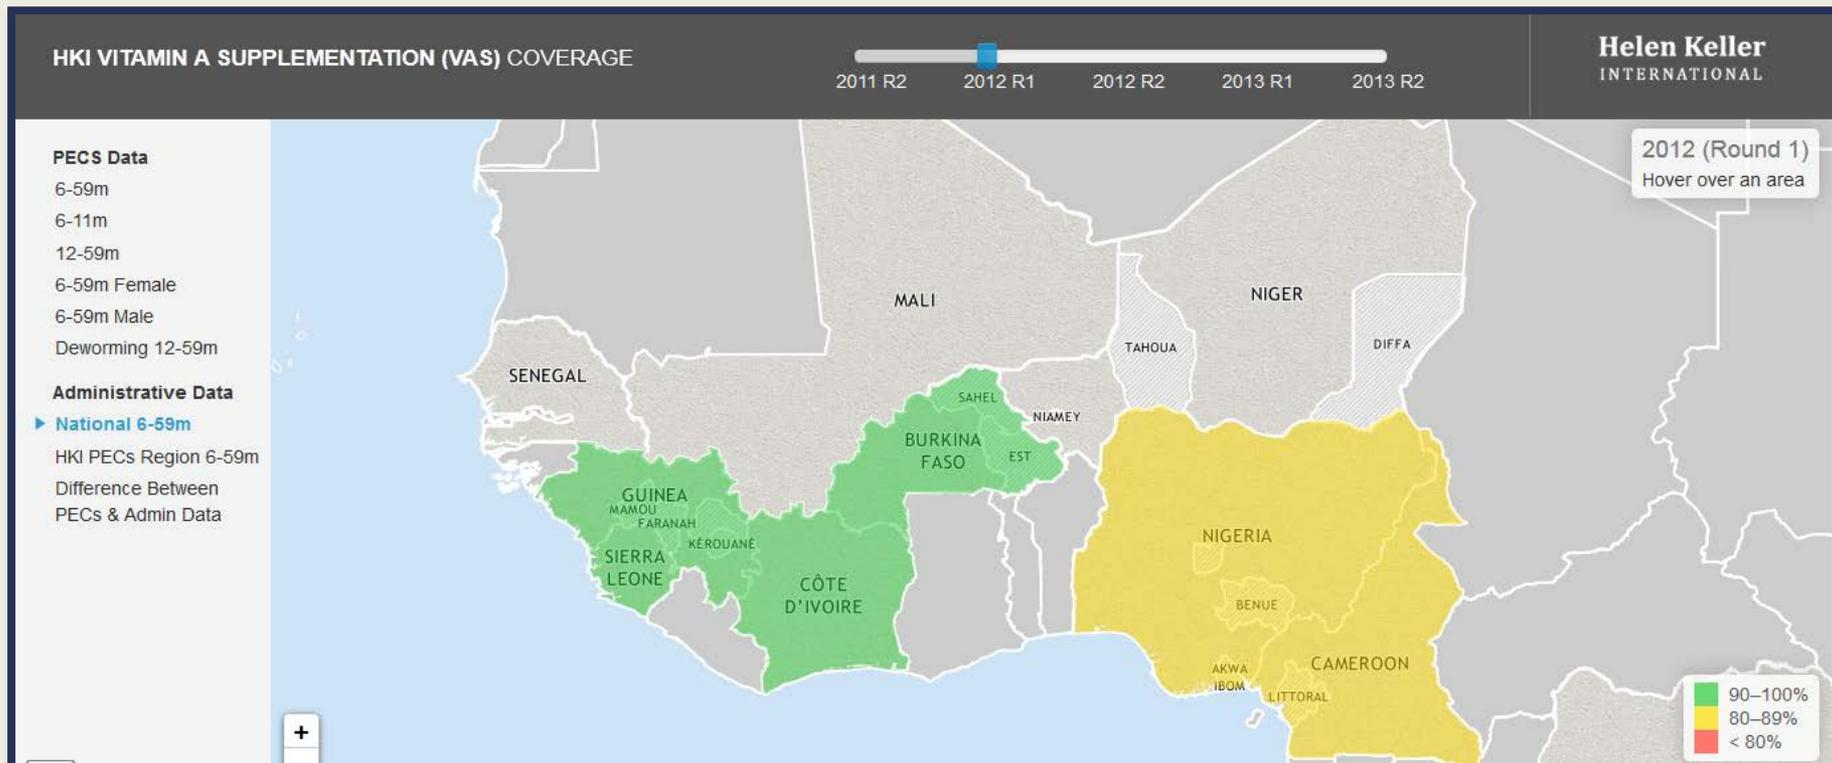 HKI VITAMIN A SUPPLEMENTATION (VAS) COVERAGE
2011 R2 2012 R1 2012 R2 2013 R1 2013 R2
Helen Keller
INTERNATIONAL
PECS Data
6-59m
6-11m
12-59m
6-59m Female
6-59m Male
Deworming 12-59m
Administrative Data
National 6-59m
HKI PECs Region 6-59m
Difference Between
PECs & Admin Data
2012 (Round 1)
Hover over an area
MALI
NIGER
TAHOUA
DIFFA
SENEGAL
SAHEL
NIAMEY
BURKINA
FASO
EST
GUINEA
MAMOU
FARANAH
KÉROUANÉ
SIERRA
LEONE
CÔTE
D'IVOIRE
NIGERIA
BENUE
AKWA
IBOM
CAMEROON
LITTORAL
+
90–100%
80–89%
< 80%